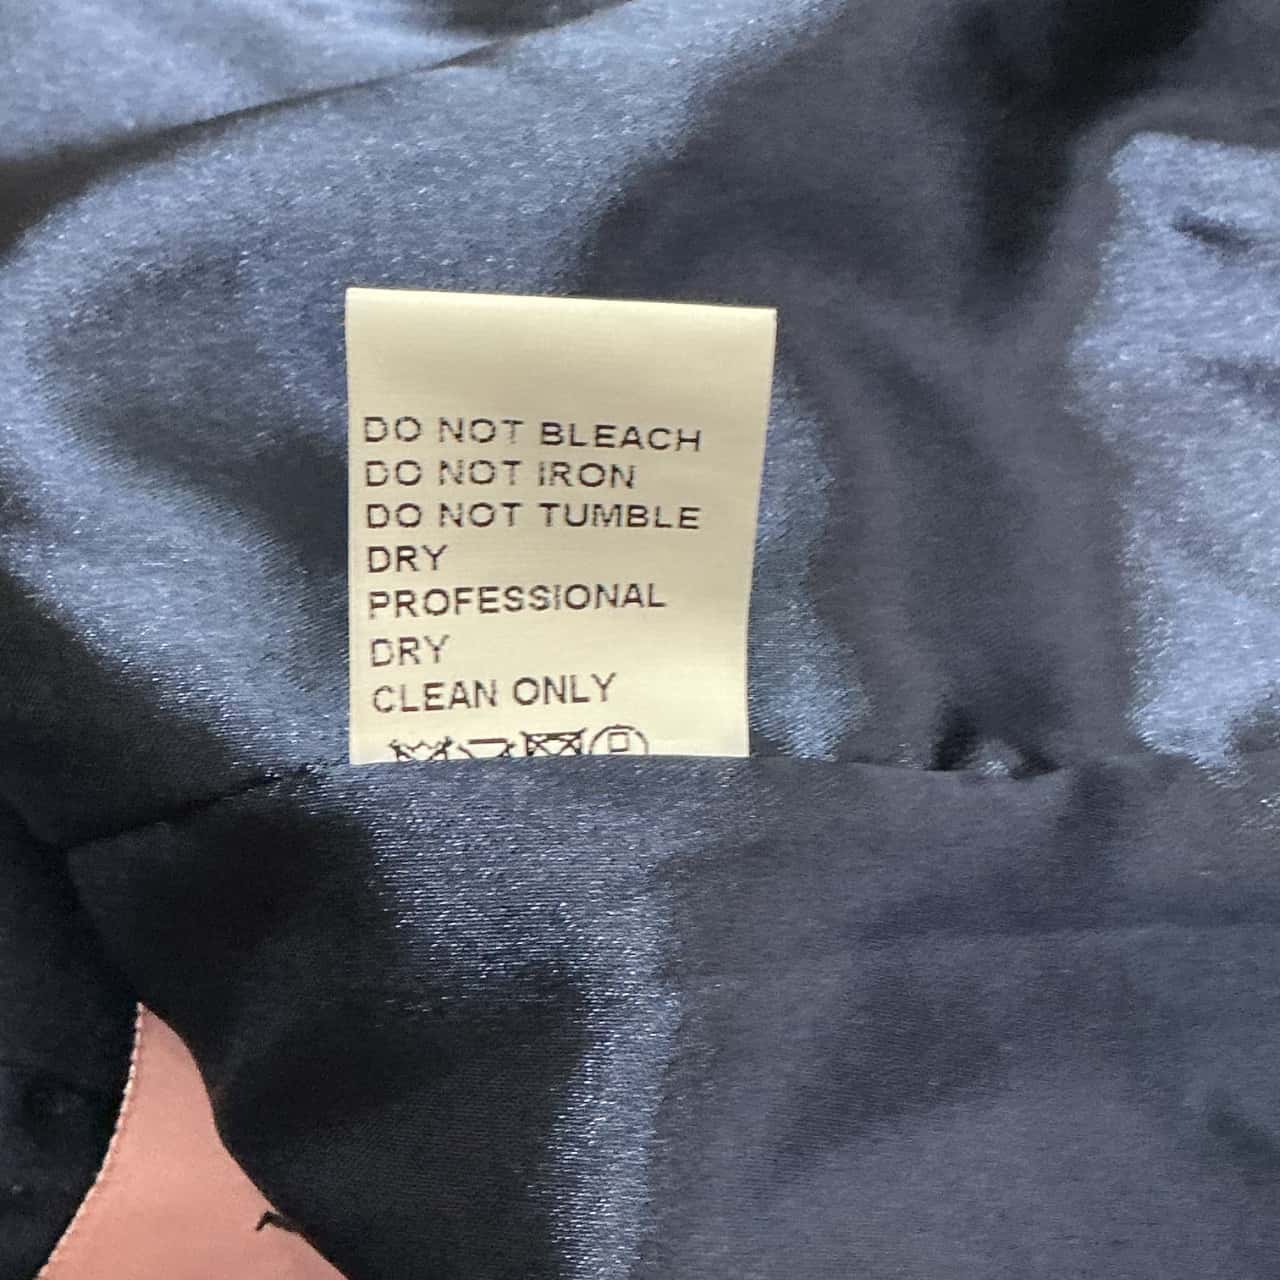 DO NOT BLEACH
DO NOT IRON
DO NOT TUMBLE
DRY
PROFESSIONAL
DRY
CLEAN ONLY
P